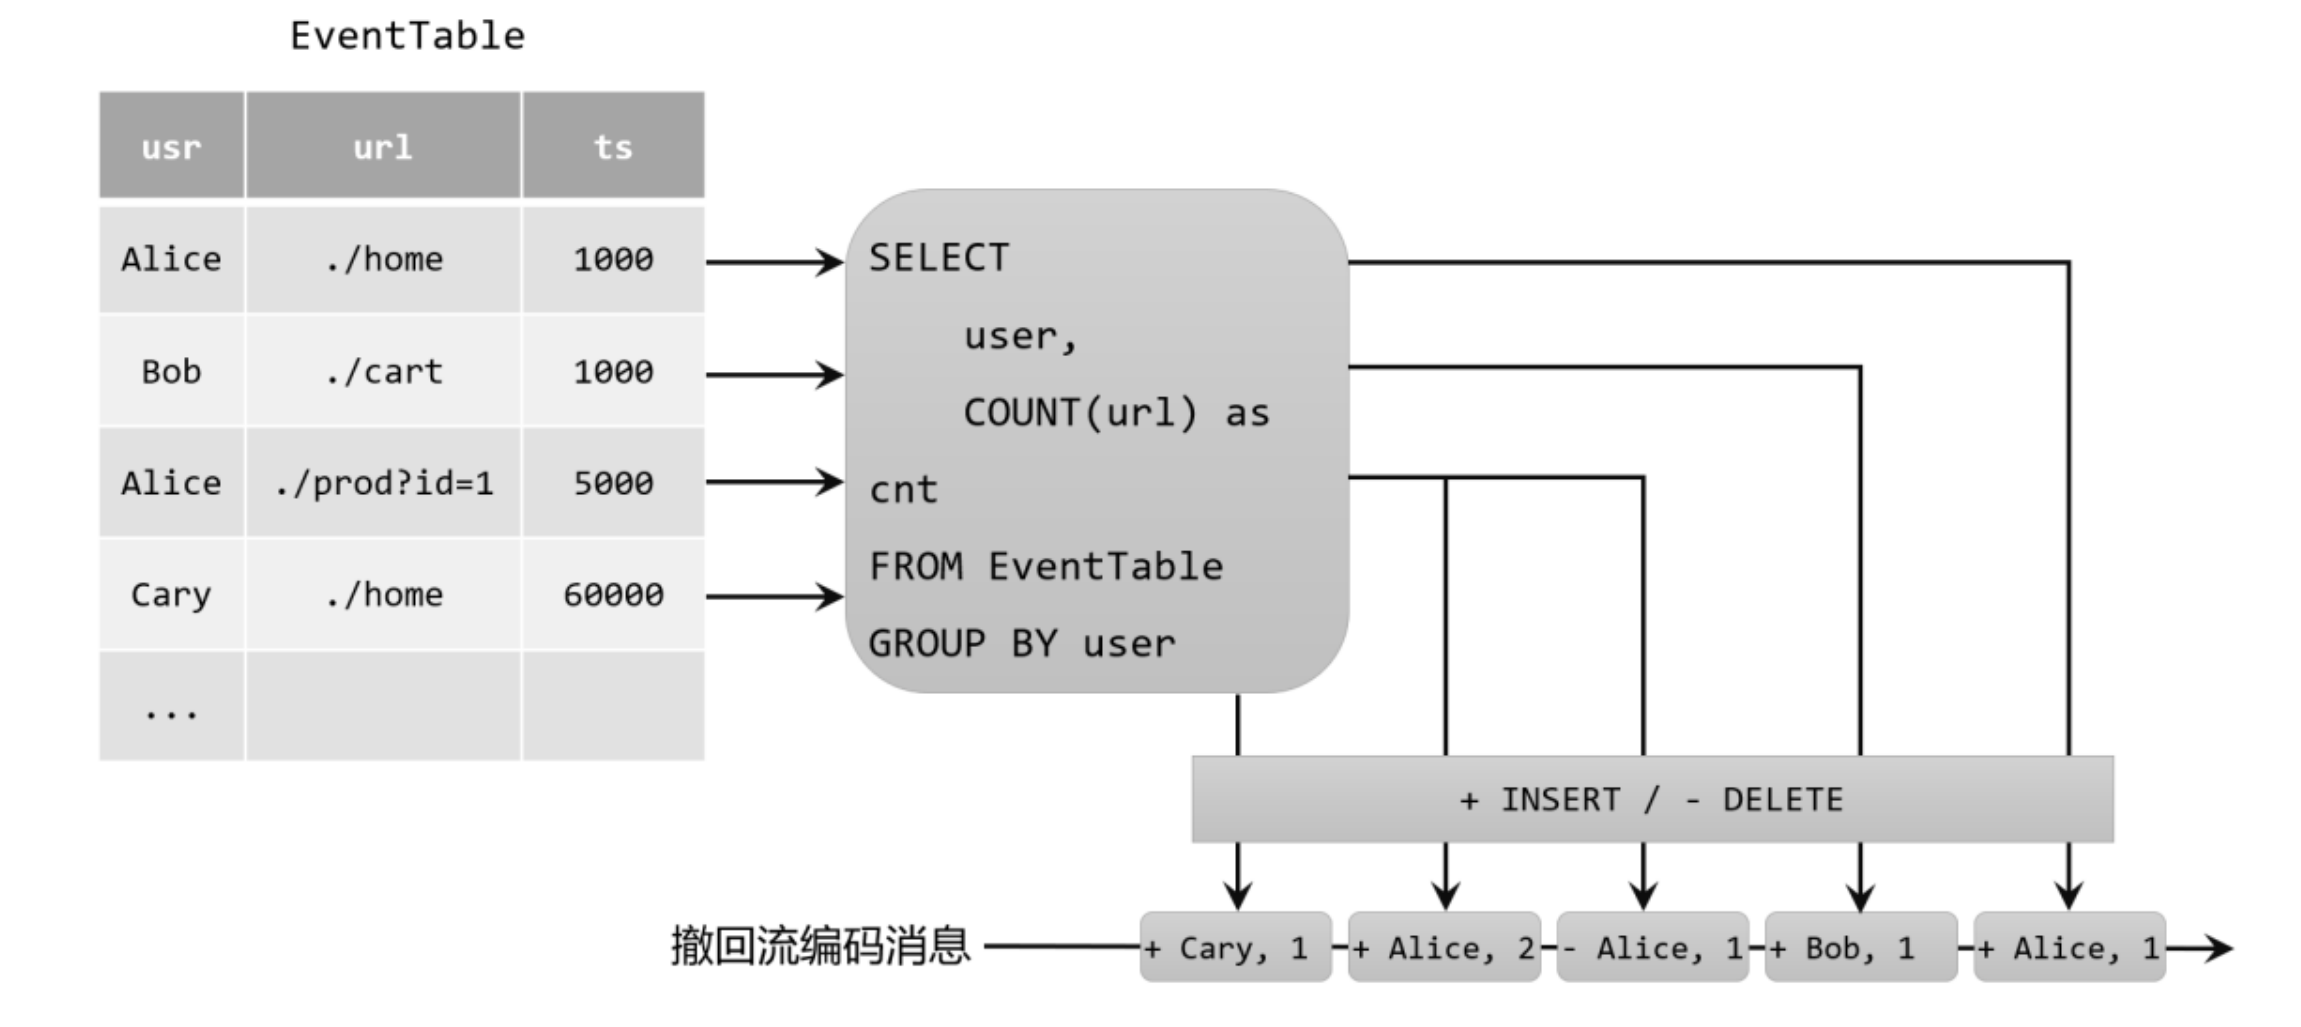 EventTable
usr url ts
Alice ./home 1000
Bob ./cart 1000
Alice ./prod?id=1 5000
Cary ./home 60000
...
SELECT
user,
COUNT(url) as
cnt
FROM EventTable
GROUP BY user
+ INSERT / - DELETE
撤回流编码消息 + Cary, 1 + Alice, 2 - Alice, 1 + Bob, 1 + Alice, 1